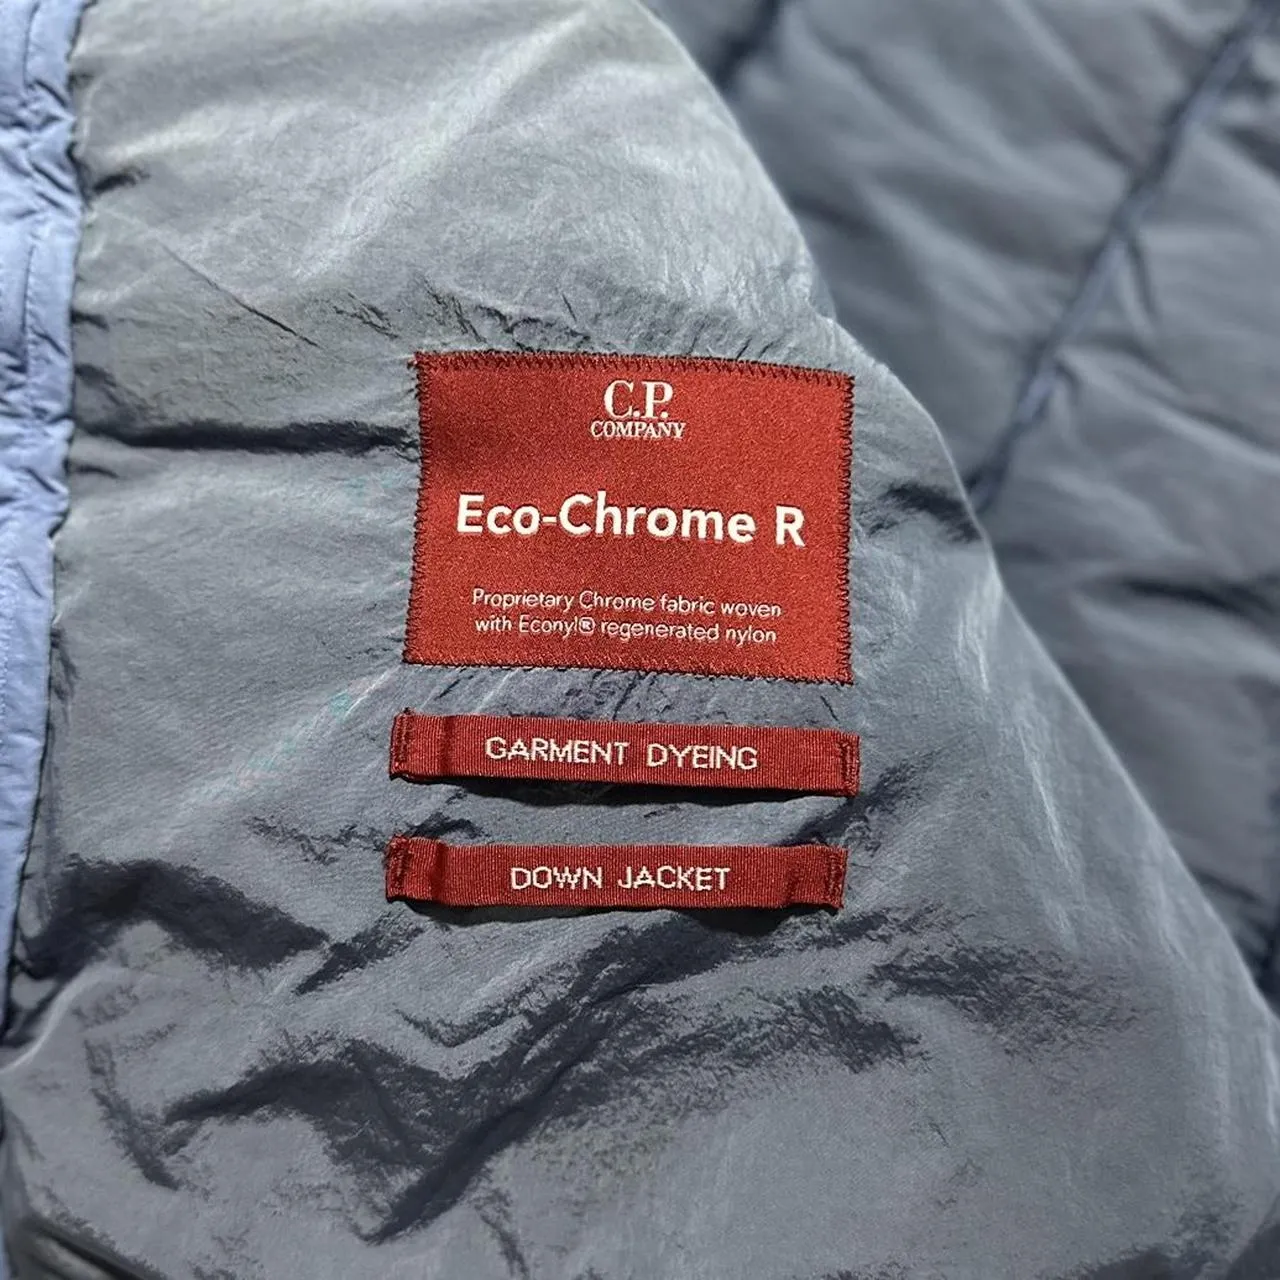 C.P.
COMPANY
Eco-Chrome R
Proprietary Chrome fabric woven
with Econyl® regenerated nylon
GARMENT DYEING
DOWN JACKET